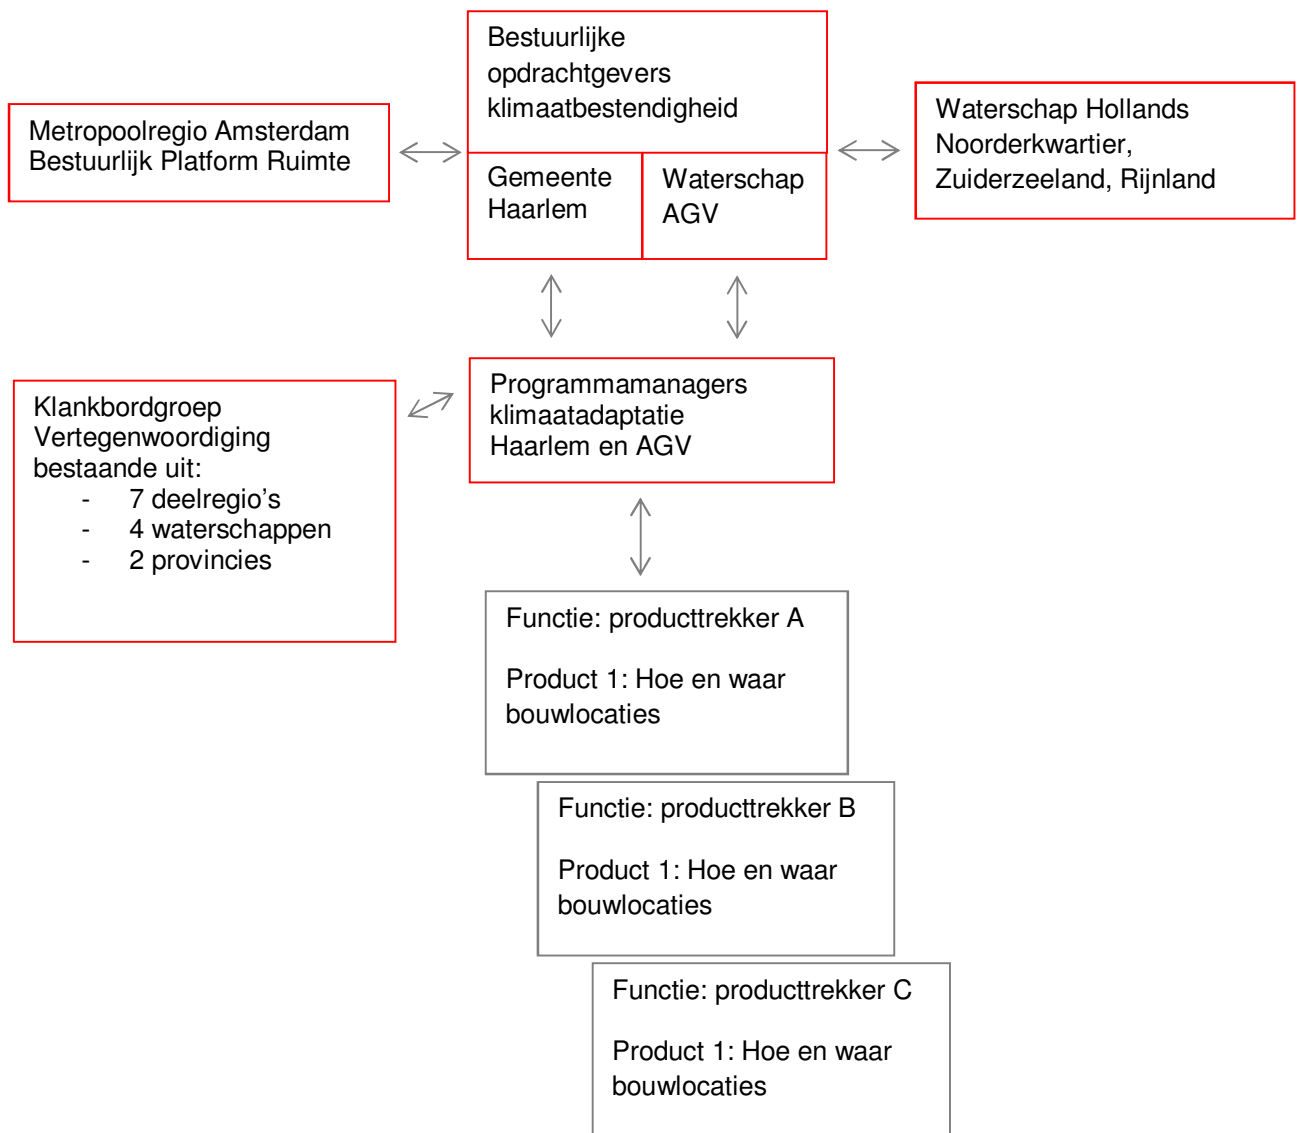 Bestuurlijke
opdrachtgevers
klimaatbestendigheid
Metropoolregio Amsterdam
Bestuurlijk Platform Ruimte
Waterschap Hollands
Noorderkwartier,
Zuiderzeeland, Rijnland
Gemeente
Haarlem
Waterschap
AGV
Programmamanagers
klimaatadaptatie
Haarlem en AGV
Klankbordgroep
Vertegenwoordiging
bestaande uit:
- 7 deelregio's
- 4 waterschappen
- 2 provincies
Functie: producttrekker A
Product 1: Hoe en waar
bouwlocaties
Functie: producttrekker B
Product 1: Hoe en waar
bouwlocaties
Functie: producttrekker C
Product 1: Hoe en waar
bouwlocaties